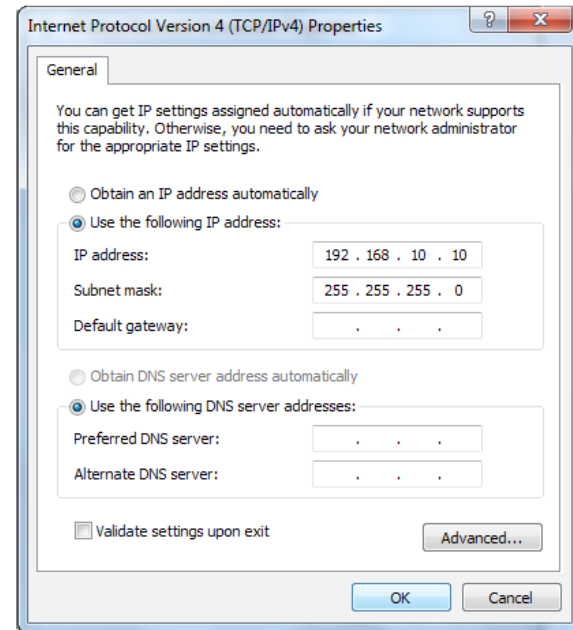 Internet Protocol Version 4 (TCP/IPv4) Properties
General
You can get IP settings assigned automatically if your network supports
this capability. Otherwise, you need to ask your network administrator
for the appropriate IP settings.
Obtain an IP address automatically
Use the following IP address:
IP address: 192 . 168 . 10 . 10
Subnet mask: 255 . 255 . 255 . 0
Default gateway: . . .
Obtain DNS server address automatically
Use the following DNS server addresses:
Preferred DNS server: . . .
Alternate DNS server: . . .
Validate settings upon exit
Advanced...
OK Cancel